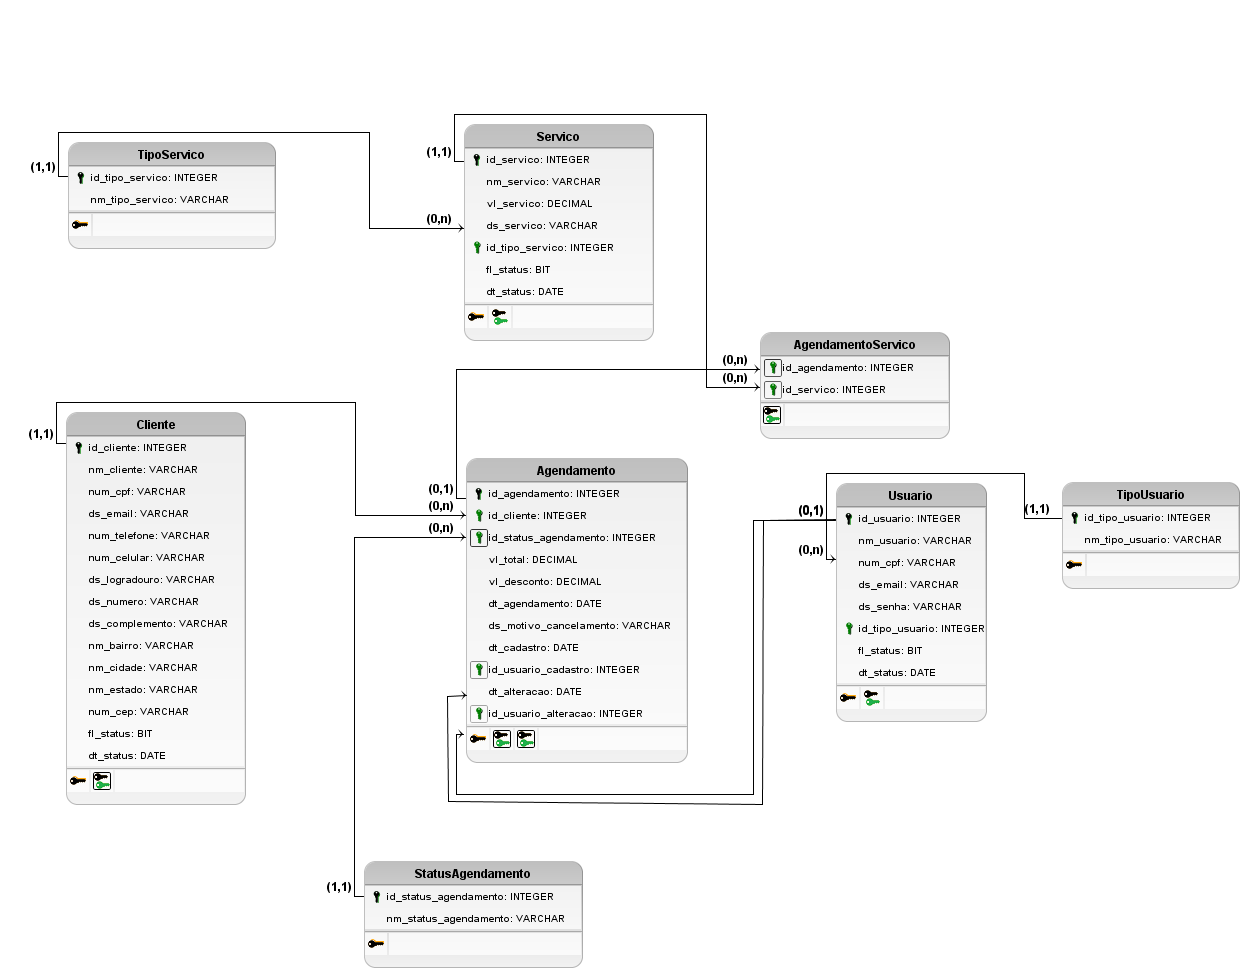 TipoServico
(1,1)
id_tipo_servico: INTEGER
nm_tipo_servico: VARCHAR
Servico
(1,1)
id_servico: INTEGER
nm_servico: VARCHAR
vl_servico: DECIMAL
(0,n)
ds_servico: VARCHAR
id_tipo_servico: INTEGER
fl_status: BIT
dt_status: DATE
AgendamentoServico
(0,n)
id_agendamento: INTEGER
(0,n)
id_servico: INTEGER
Cliente
(1,1)
id_cliente: INTEGER
nm_cliente: VARCHAR
num_cpf: VARCHAR
ds_email: VARCHAR
num_telefone: VARCHAR
num_celular: VARCHAR
ds_logradouro: VARCHAR
ds_numero: VARCHAR
ds_complemento: VARCHAR
nm_bairro: VARCHAR
nm_cidade: VARCHAR
nm_estado: VARCHAR
num_cep: VARCHAR
fl_status: BIT
dt_status: DATE
Agendamento
(0,1)
id_agendamento: INTEGER
(0,n)
id_cliente: INTEGER
(0,n)
id_status_agendamento: INTEGER
vl_total: DECIMAL
vl_desconto: DECIMAL
dt_agendamento: DATE
ds_motivo_cancelamento: VARCHAR
dt_cadastro: DATE
id_usuario_cadastro: INTEGER
dt_alteracao: DATE
id_usuario_alteracao: INTEGER
Usuario
(0,1)
id_usuario: INTEGER
nm_usuario: VARCHAR
(0,n)
num_cpf: VARCHAR
ds_email: VARCHAR
ds_senha: VARCHAR
id_tipo_usuario: INTEGER
fl_status: BIT
dt_status: DATE
TipoUsuario
(1,1)
id_tipo_usuario: INTEGER
nm_tipo_usuario: VARCHAR
StatusAgendamento
(1,1)
id_status_agendamento: INTEGER
nm_status_agendamento: VARCHAR